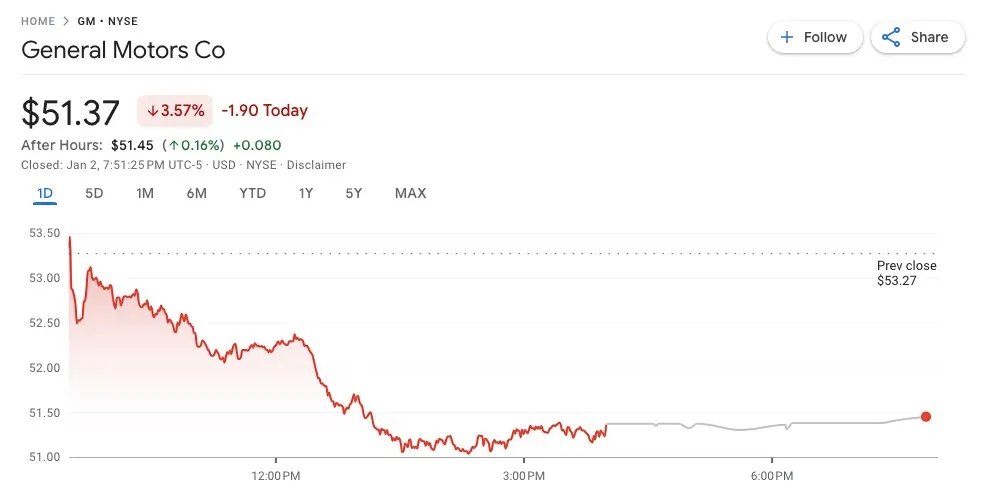 HOME > GM • NYSE
General Motors Co
+ Follow
Share
$51.37 ↓3.57% -1.90 Today
After Hours: $51.45 (↑0.16%) +0.080
Closed: Jan 2, 7:51:25 PM UTC-5 · USD · NYSE · Disclaimer
1D 5D 1M 6M YTD 1Y 5Y MAX
53.50
Prev close
$53.27
53.00
52.50
52.00
51.50
51.00
12:00 PM 3:00 PM 6:00 PM